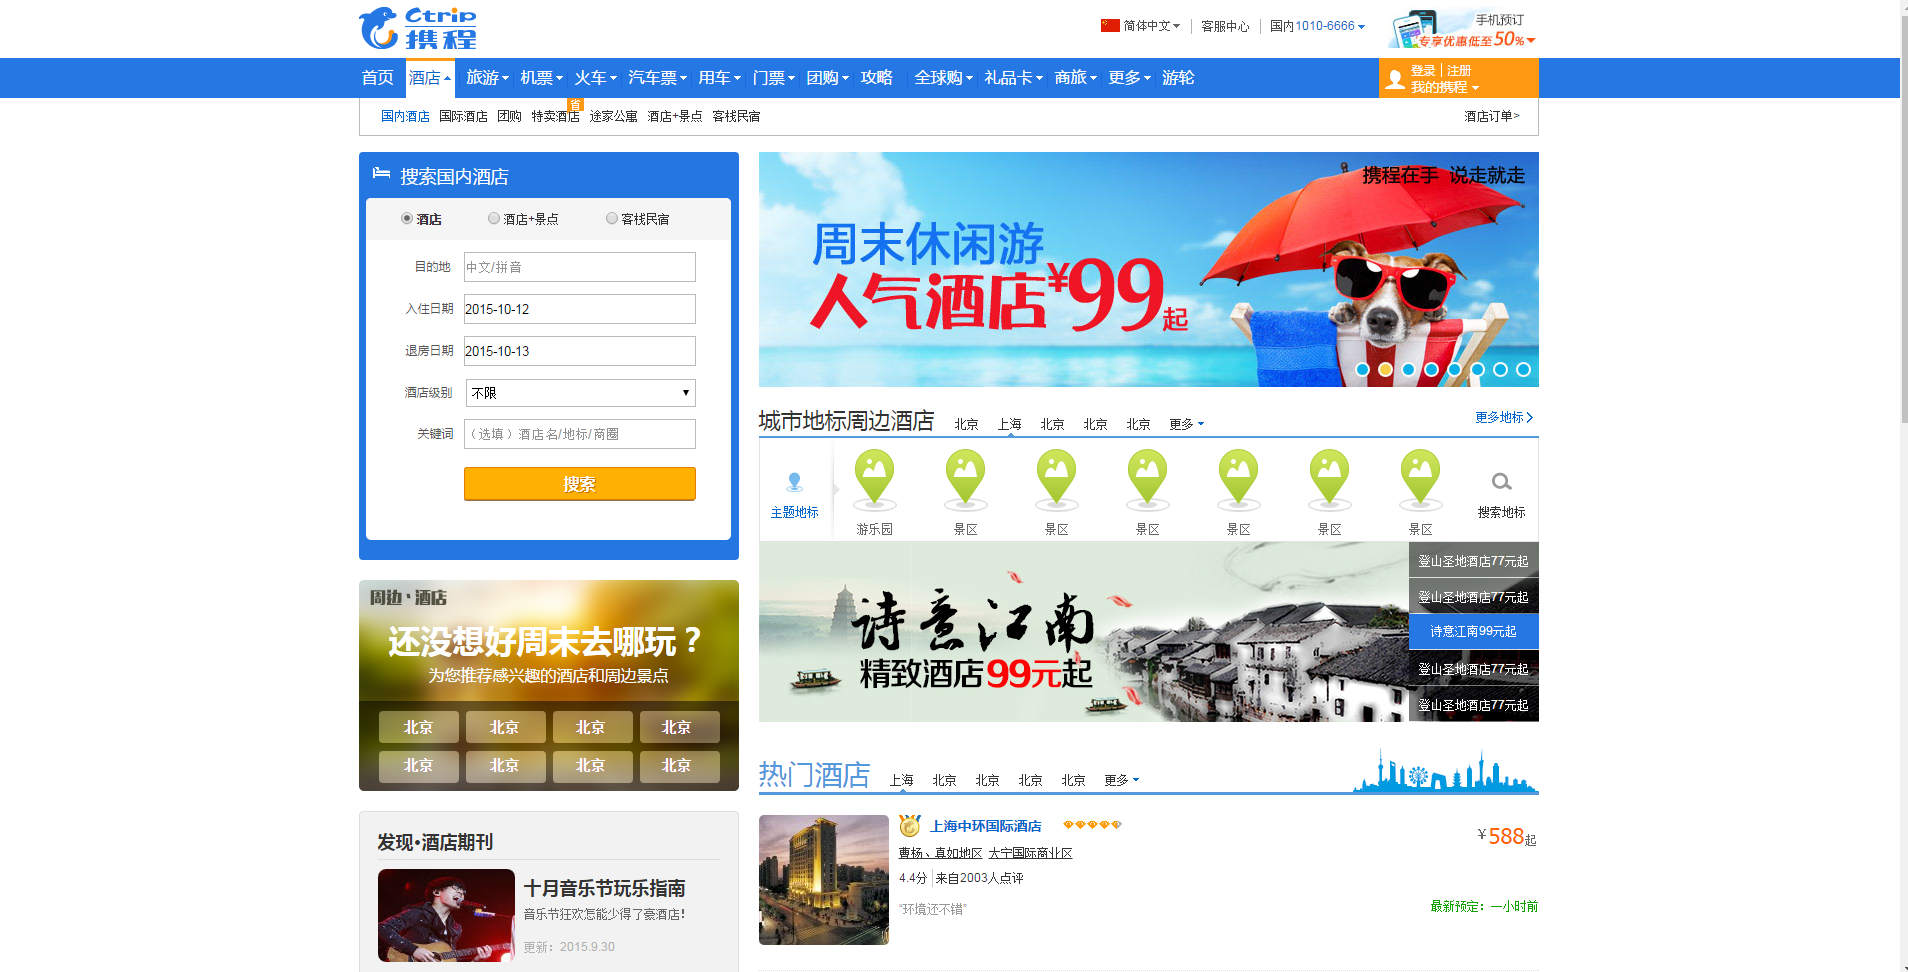 Ctrip
携程
简体中文 客服中心 国内1010-6666
手机预订
专享优惠低至50%
首页 酒店 旅游 机票 火车 汽车票 用车 门票 团购 攻略 全球购 礼品卡 商旅 更多 游轮
登录 注册
我的携程
省
国内酒店 国际酒店 团购 特卖酒店 途家公寓 酒店+景点 客栈民宿 酒店订单>
搜索国内酒店
酒店 酒店+景点 客栈民宿
目的地 中文/拼音
入住日期 2015-10-12
退房日期 2015-10-13
酒店级别 不限
关键词 （选填）酒店名/地标/商圈
搜索
携程在手 说走就走
周末休闲游
人气酒店¥99起
城市地标周边酒店 北京 上海 北京 北京 北京 更多 更多地标
主题地标 游乐园 景区 景区 景区 景区 景区 景区 搜索地标
诗意江南
精致酒店99元起
登山圣地酒店77元起
登山圣地酒店77元起
诗意江南99元起
登山圣地酒店77元起
登山圣地酒店77元起
周边·酒店
还没想好周末去哪玩？
为您推荐感兴趣的酒店和周边景点
北京 北京 北京 北京
北京 北京 北京 北京
热门酒店 上海 北京 北京 北京 北京 更多
上海中环国际酒店
¥588起
曹杨、真如地区 大宁国际商业区
4.4分 来自2003人点评
“环境还不错”
最新预定：一小时前
发现•酒店期刊
十月音乐节玩乐指南
音乐节狂欢怎能少得了豪酒店！
更新：2015.9.30